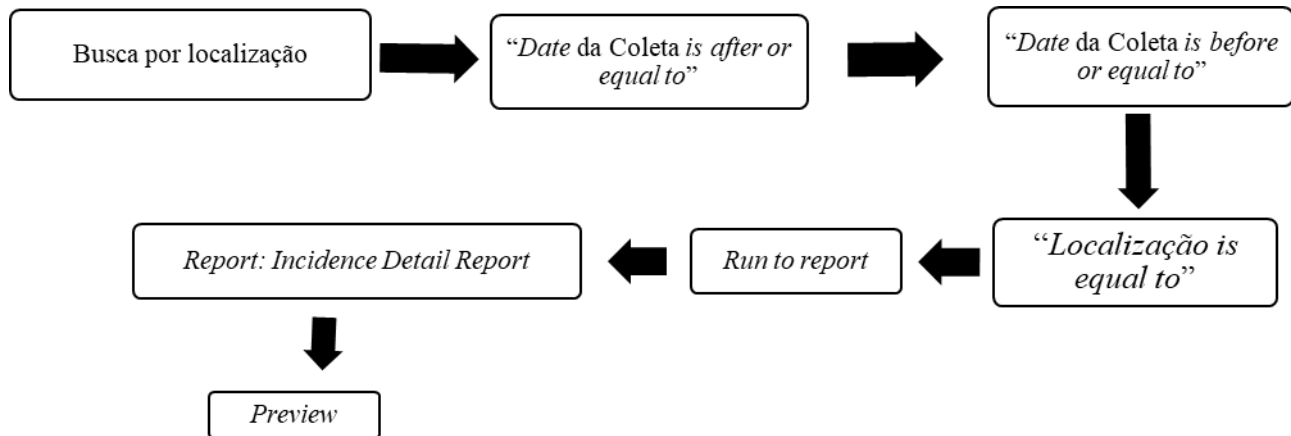 Busca por localização
“Date da Coleta is after or
equal to”
“Date da Coleta is before
or equal to”
“Localização is
equal to”
Run to report
Report: Incidence Detail Report
Preview